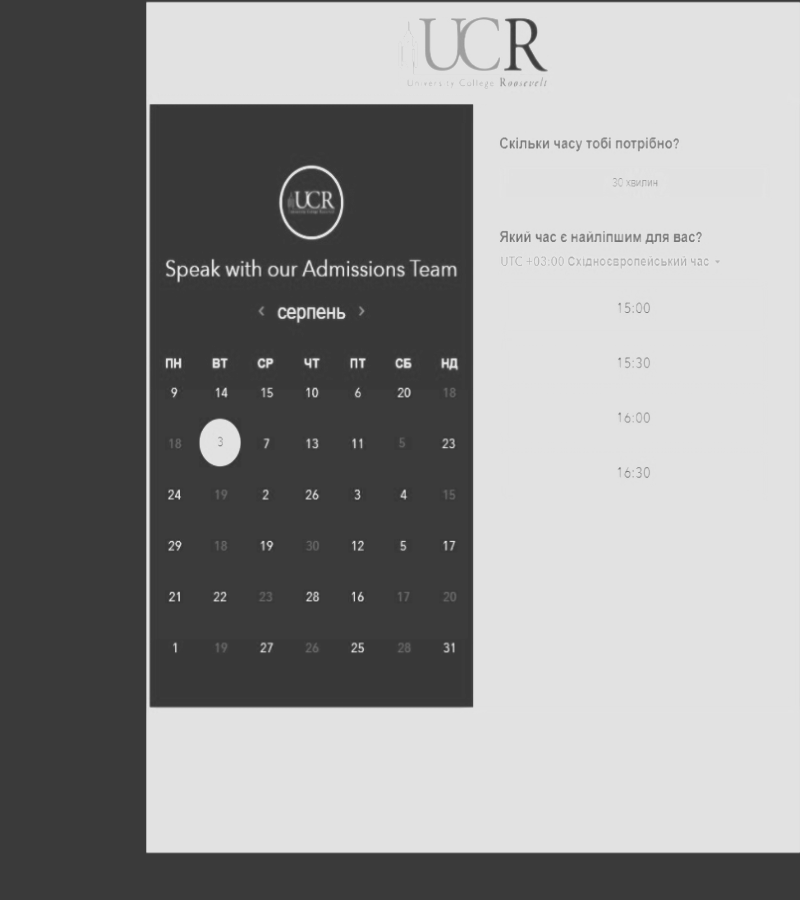 UCR
University College Roosevelt
Скільки часу тобі потрібно?
30 хвилин
UCR
Який час є найліпшим для вас?
UTC +03:00 Східноєвропейський час
Speak with our Admissions Team
серпень
15:00
ПН ВТ СР ЧТ ПТ СБ НД
15:30
9 14 15 10 6 20 18
16:00
18 3 7 13 11 5 23
16:30
24 19 2 26 3 4 15
29 18 19 30 12 5 17
21 22 23 28 16 17 20
1 19 27 26 25 28 31